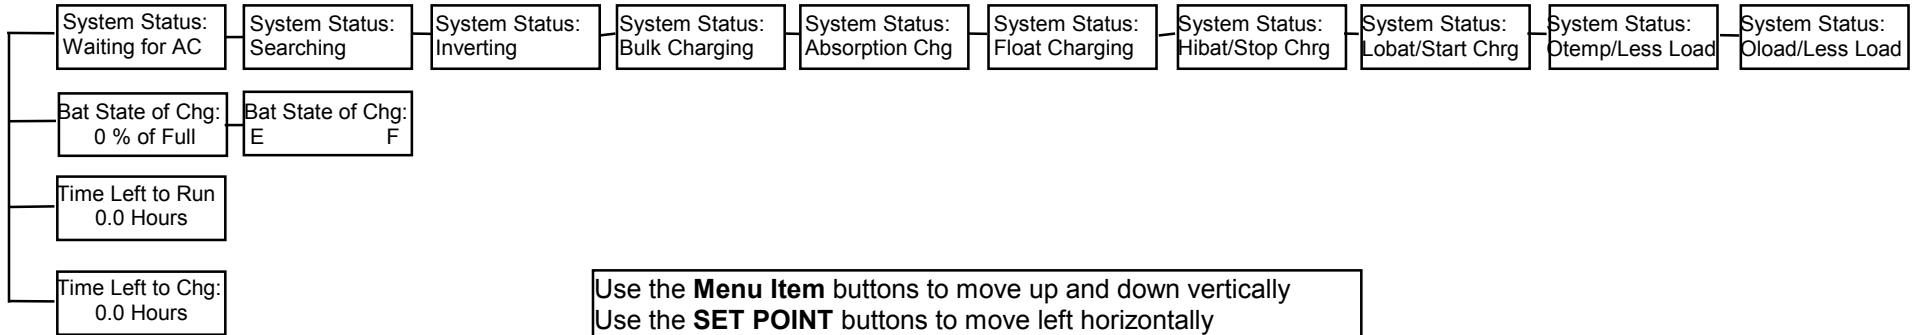 System Status:
Waiting for AC
System Status:
Searching
System Status:
Inverting
System Status:
Bulk Charging
System Status:
Absorption Chg
System Status:
Float Charging
System Status:
Hibat/Stop Chrg
System Status:
Lobat/Start Chrg
System Status:
Otemp/Less Load
System Status:
Oload/Less Load
Bat State of Chg:
0 % of Full
Bat State of Chg:
E F
Time Left to Run
0.0 Hours
Time Left to Chg:
0.0 Hours
Use the Menu Item buttons to move up and down vertically
Use the SET POINT buttons to move left horizontally